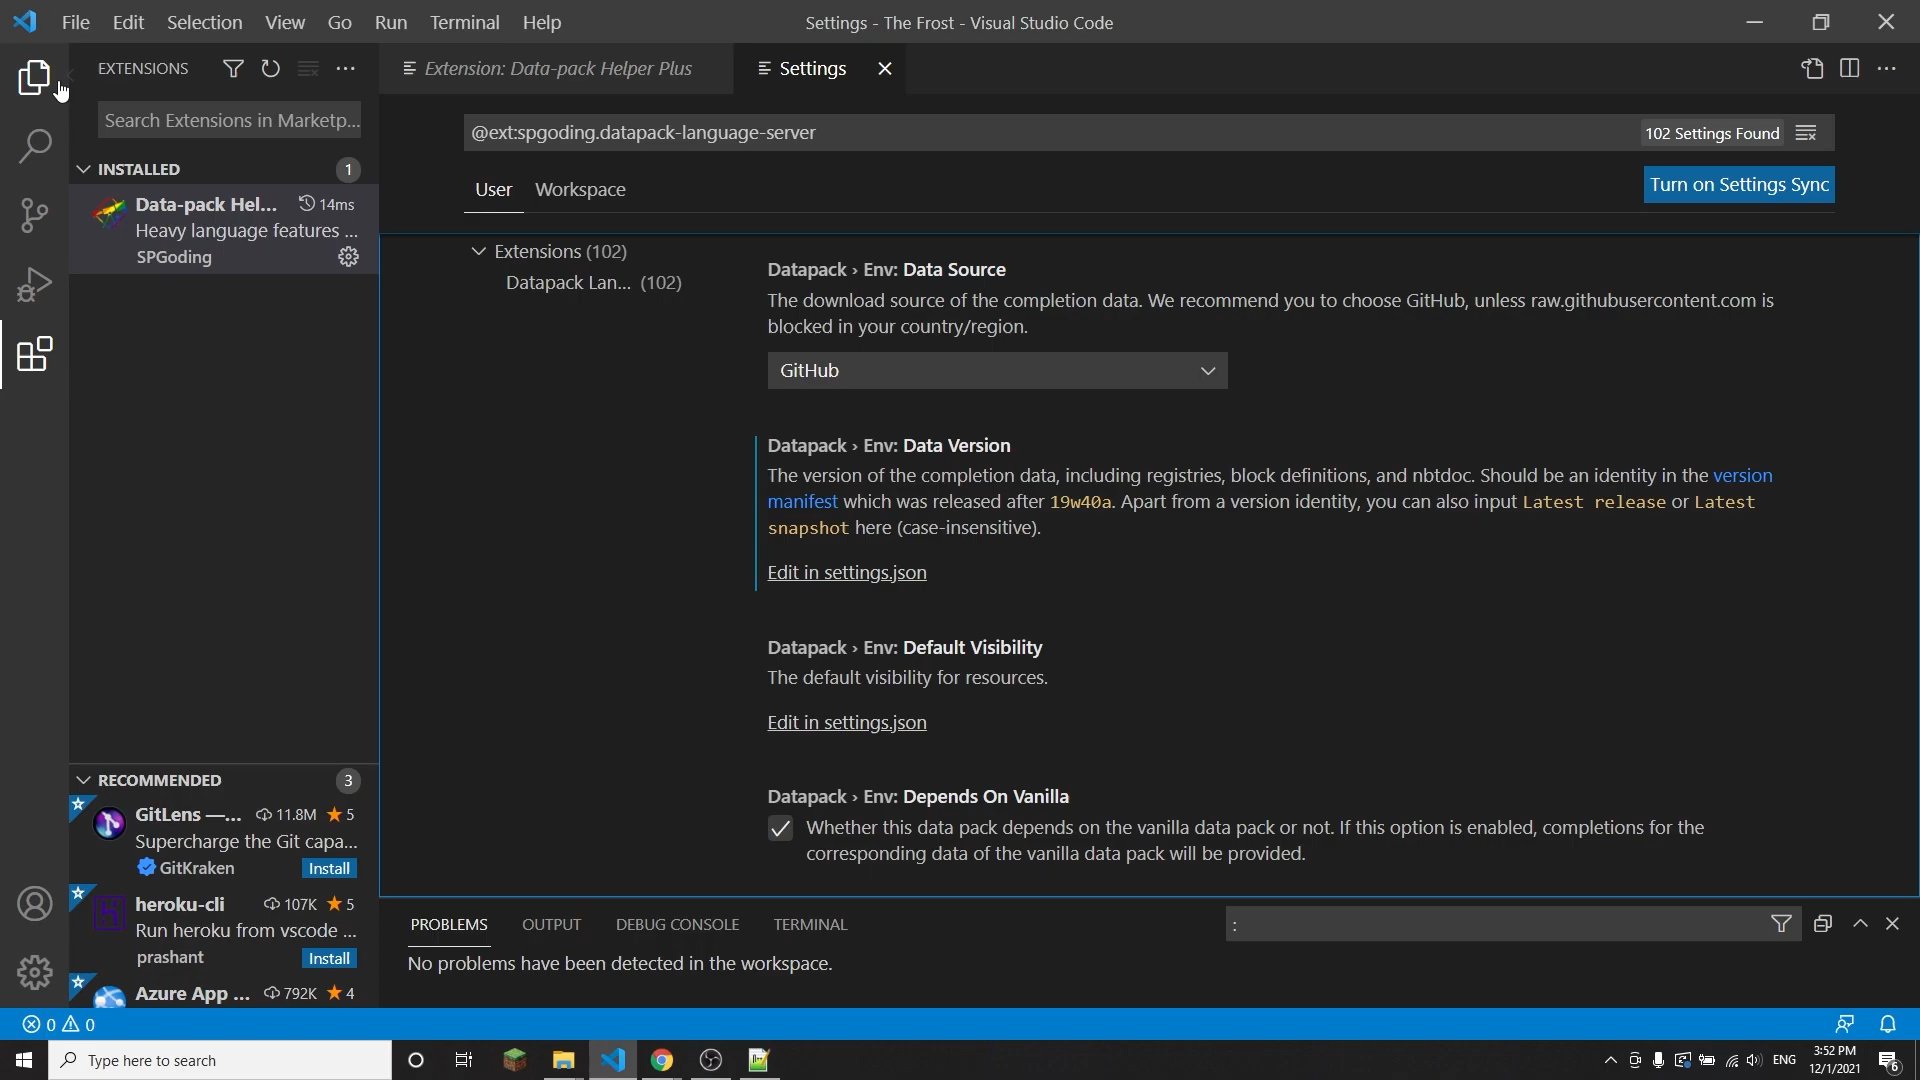 File Edit Selection View Go Run Terminal Help
Settings - The Frost - Visual Studio Code
EXTENSIONS
Extension: Data-pack Helper Plus
Settings
Search Extensions in Marketp...
@ext:spgoding.datapack-language-server
102 Settings Found
INSTALLED 1
User Workspace
Turn on Settings Sync
Data-pack Hel... 14ms
Heavy language features ...
SPGoding
Extensions (102)
Datapack Lan... (102)
Datapack › Env: Data Source
The download source of the completion data. We recommend you to choose GitHub, unless raw.githubusercontent.com is
blocked in your country/region.
GitHub
Datapack › Env: Data Version
The version of the completion data, including registries, block definitions, and nbtdoc. Should be an identity in the version
manifest which was released after 19w40a. Apart from a version identity, you can also input Latest release or Latest
snapshot here (case-insensitive).
Edit in settings.json
Datapack › Env: Default Visibility
The default visibility for resources.
Edit in settings.json
Datapack › Env: Depends On Vanilla
Whether this data pack depends on the vanilla data pack or not. If this option is enabled, completions for the
corresponding data of the vanilla data pack will be provided.
RECOMMENDED 3
GitLens —... 11.8M 5
Supercharge the Git capa...
GitKraken Install
heroku-cli 107K 5
Run heroku from vscode ...
prashant Install
Azure App ... 792K 4
PROBLEMS OUTPUT DEBUG CONSOLE TERMINAL
:
No problems have been detected in the workspace.
0 0
Type here to search
ENG
3:52 PM
12/1/2021
6